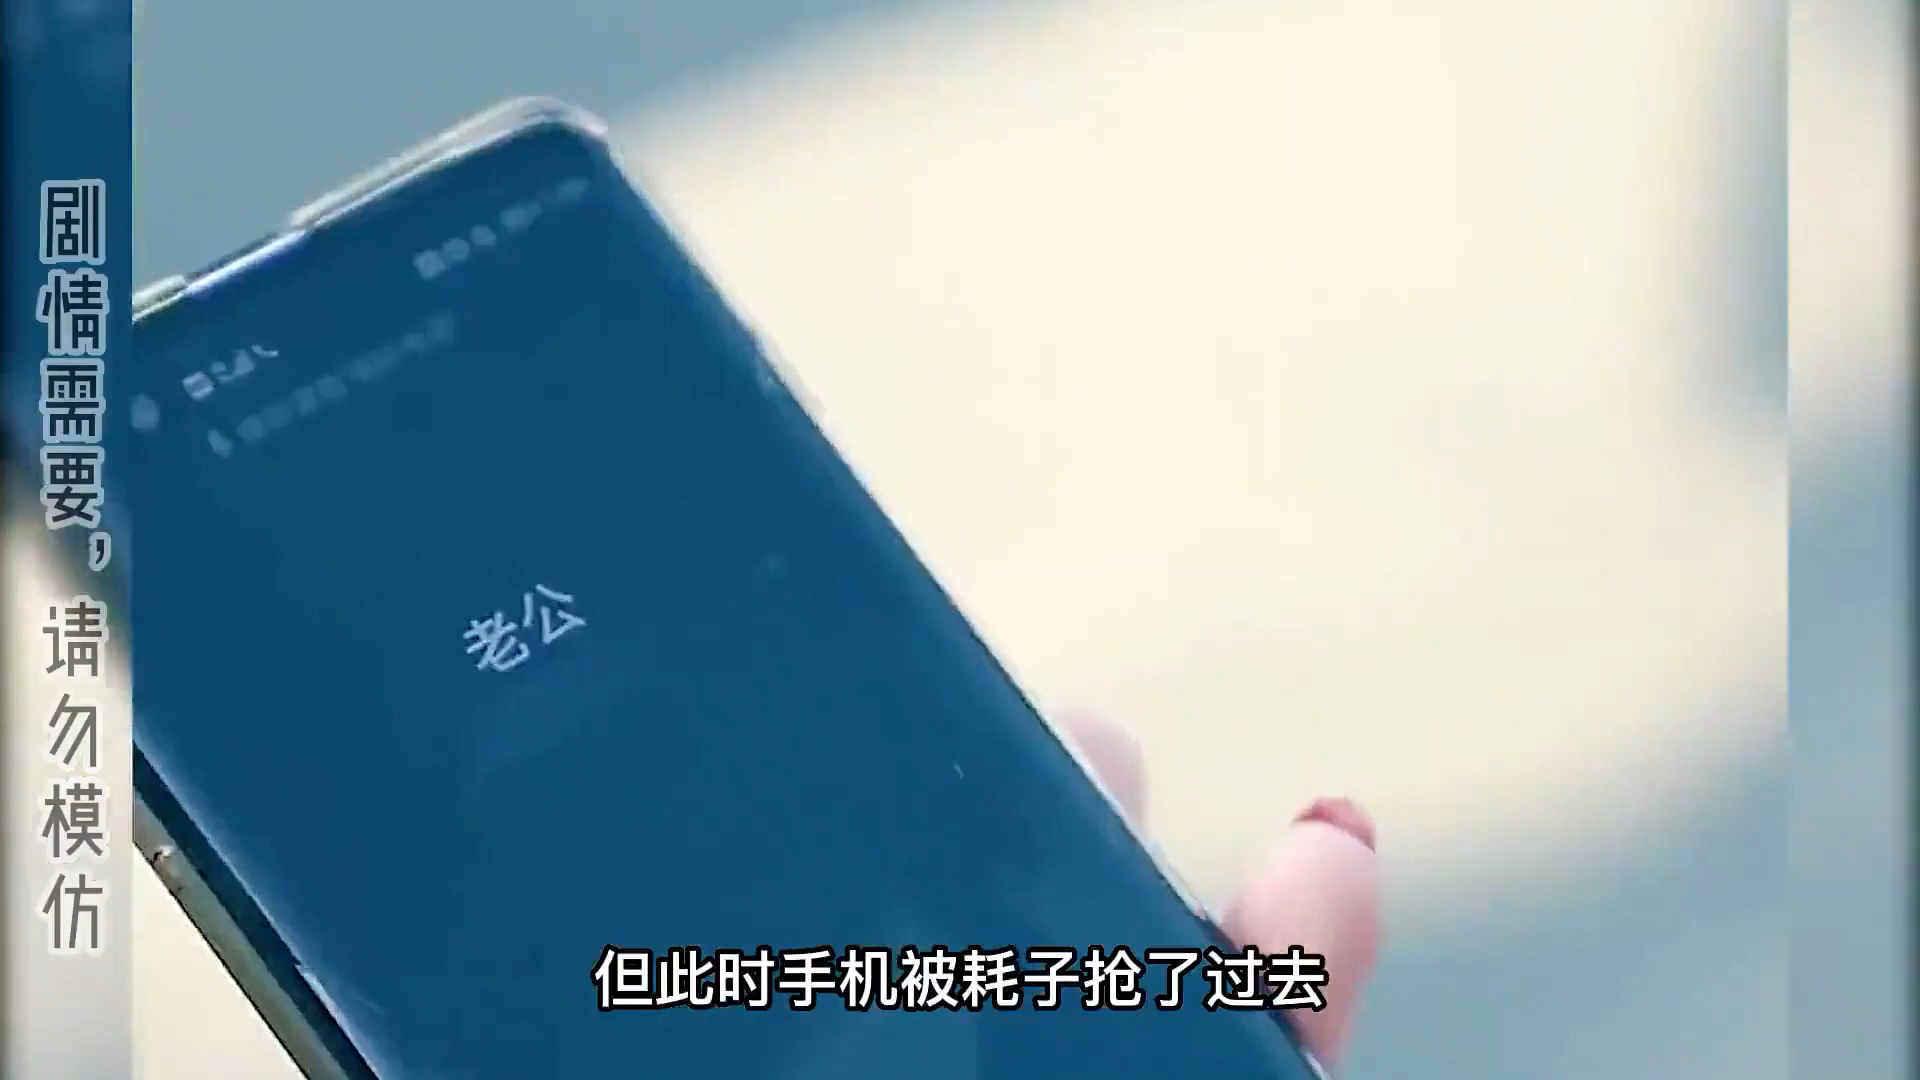 剧情需要，请勿模仿
老公
但此时手机被耗子抢了过去